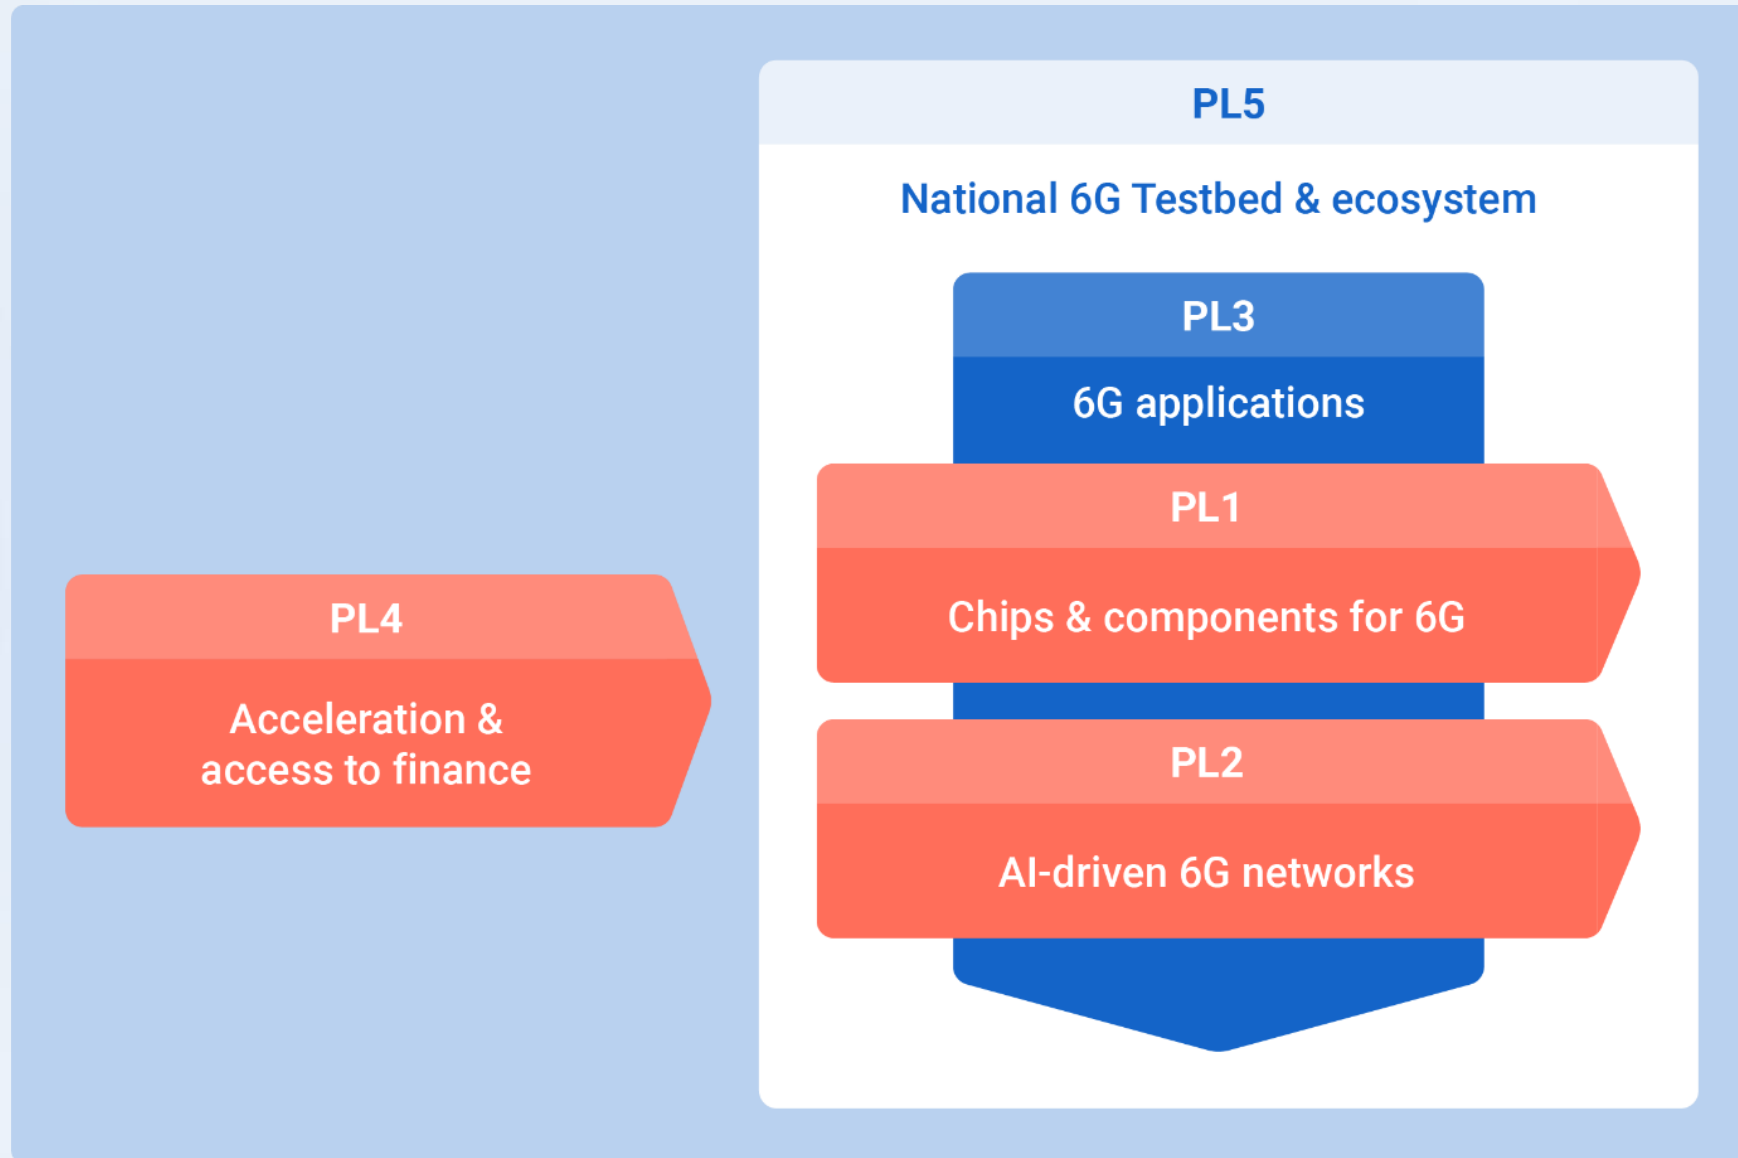 PL5
National 6G Testbed & ecosystem
PL3
6G applications
PL1
Chips & components for 6G
PL4
Acceleration &
access to finance
PL2
AI-driven 6G networks